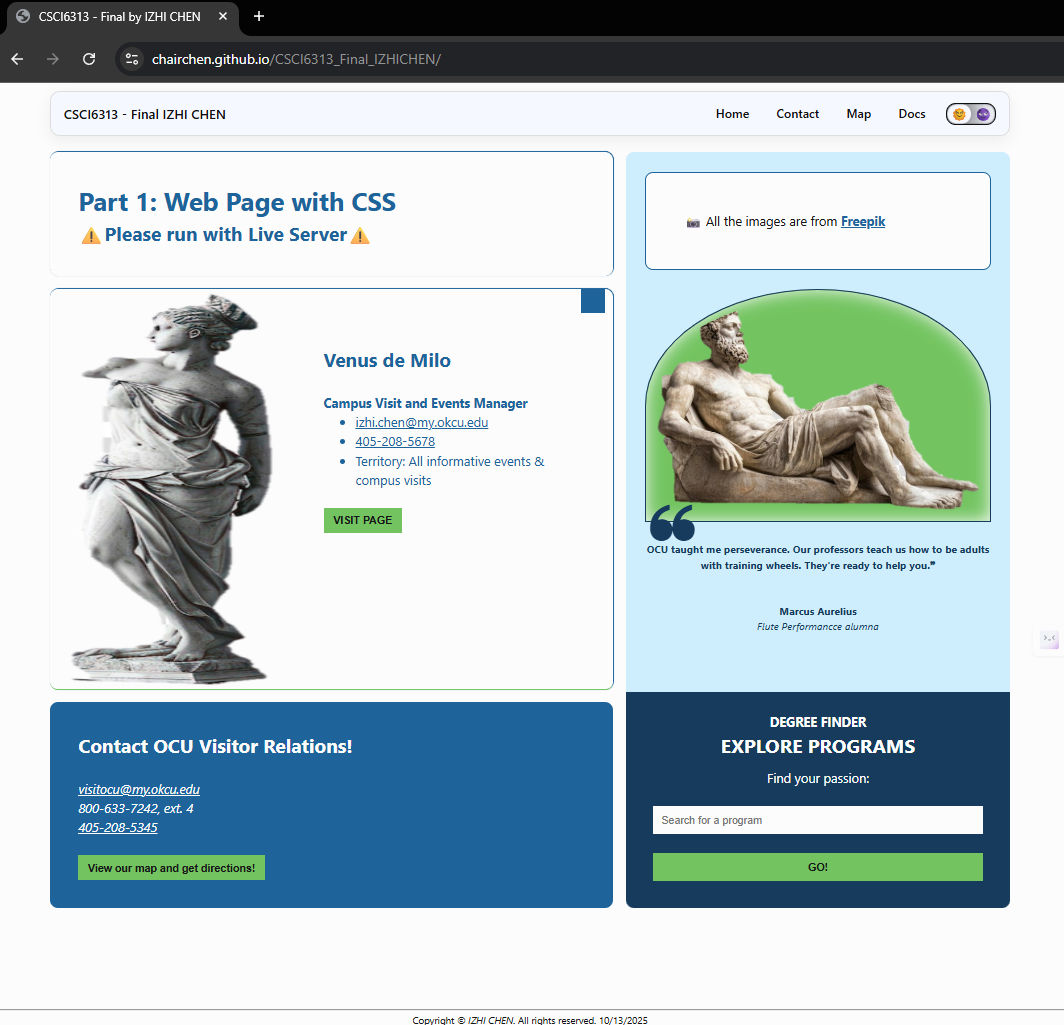 CSCI6313 - Final by IZHI CHEN
chairchen.github.io/CSCI6313_Final_IZHICHEN/
CSCI6313 - Final IZHI CHEN
Home
Contact
Map
Docs
Part 1: Web Page with CSS
⚠️Please run with Live Server⚠️
Venus de Milo
Campus Visit and Events Manager
izhi.chen@my.okcu.edu
405-208-5678
Territory: All informative events &
compus visits
VISIT PAGE
Contact OCU Visitor Relations!
visitocu@my.okcu.edu
800-633-7242, ext. 4
405-208-5345
View our map and get directions!
📷 All the images are from Freepik
❝
OCU taught me perseverance. Our professors teach us how to be adults
with training wheels. They're ready to help you.❞
Marcus Aurelius
Flute Performancce alumna
DEGREE FINDER
EXPLORE PROGRAMS
Find your passion:
Search for a program
GO!
Copyright © IZHI CHEN. All rights reserved. 10/13/2025